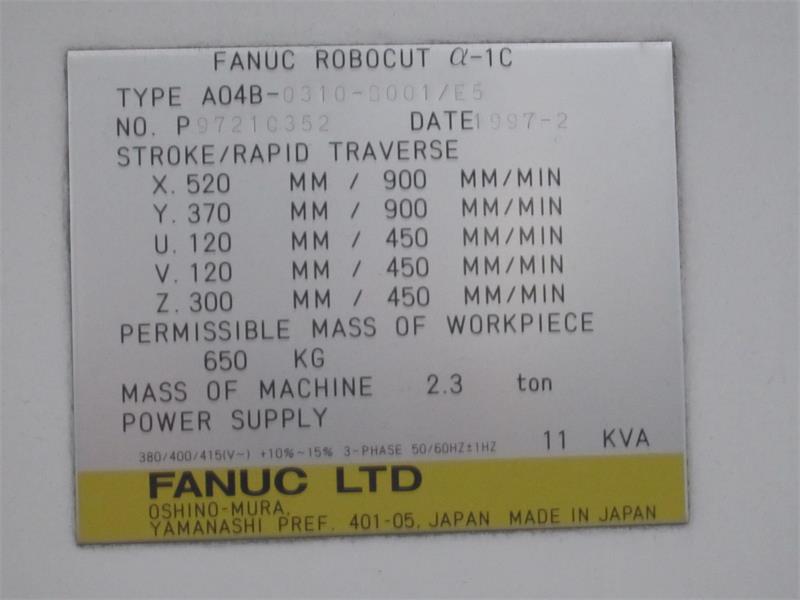 FANUC ROBOCUT α-1C
TYPE A04B-0310-B001/E5
NO. P97210352 DATE1997-2
STROKE/RAPID TRAVERSE
X. 520 MM / 900 MM/MIN
Y. 370 MM / 900 MM/MIN
U. 120 MM / 450 MM/MIN
V. 120 MM / 450 MM/MIN
Z. 300 MM / 450 MM/MIN
PERMISSIBLE MASS OF WORKPIECE
650 KG
MASS OF MACHINE 2.3 ton
POWER SUPPLY
380/400/415(V~) +10%~15% 3-PHASE 50/60HZ±1HZ 11 KVA
FANUC LTD
OSHINO-MURA,
YAMANASHI PREF. 401-05, JAPAN MADE IN JAPAN